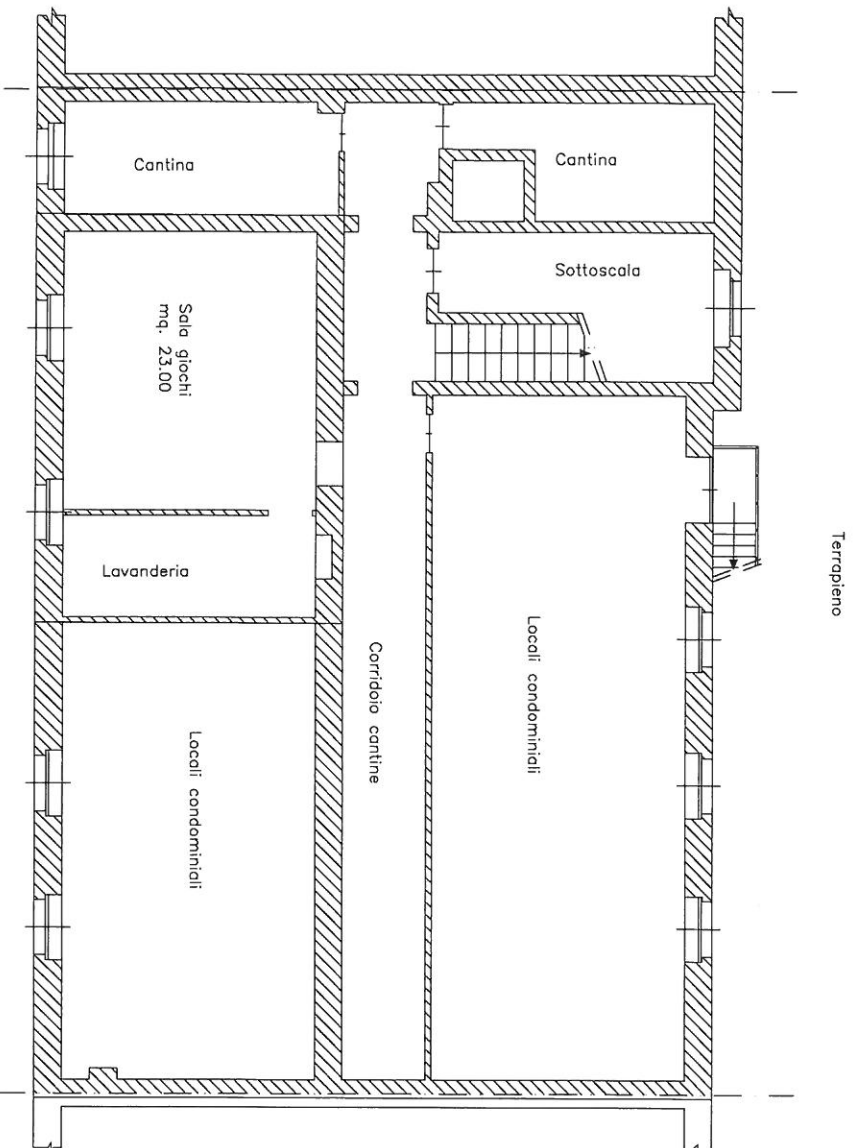 Cantina
Cantina
Sottoscala
Sala giochi
mq. 23.00
Terrapieno
Lavanderia
Locali condominiali
Corridoio cantine
Locali condominiali